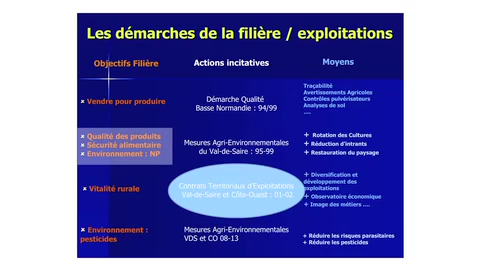 Les démarches de la filière / exploitations
Objectifs Filière
Actions incitatives
Moyens
Vendre pour produire
Démarche Qualité
Basse Normandie : 94/99
Traçabilité
Avertissements Agricoles
Contrôles pulvérisateurs
Analyses de sol
....
Qualité des produits
Sécurité alimentaire
Environnement : NP
Mesures Agri-Environnementales
du Val-de-Saire : 95-99
+ Rotation des Cultures
+ Réduction d'intrants
+ Restauration du paysage
Vitalité rurale
Contrats Territoriaux d'Exploitations
Val-de-Saire et Côte-Ouest : 01-02
+ Diversification et
développement des
exploitations
+ Observatoire économique
+ Image des métiers ....
Environnement :
pesticides
Mesures Agri-Environnementales
VDS et CO 08-13
+ Réduire les risques parasitaires
+ Réduire les pesticides